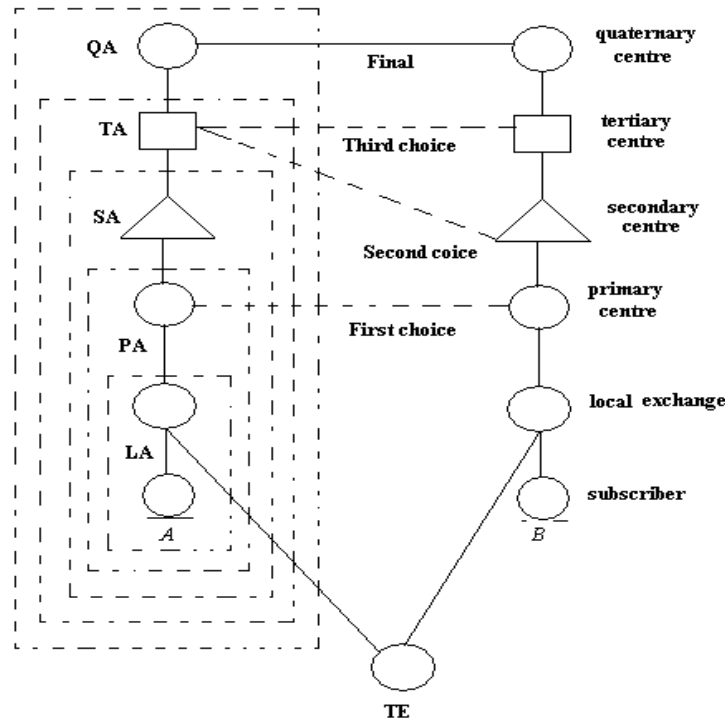 QA
Final
quaternary
centre
TA
Third choice
tertiary
centre
SA
Second coice
secondary
centre
PA
First choice
primary
centre
LA
local exchange
subscriber
A
B
TE